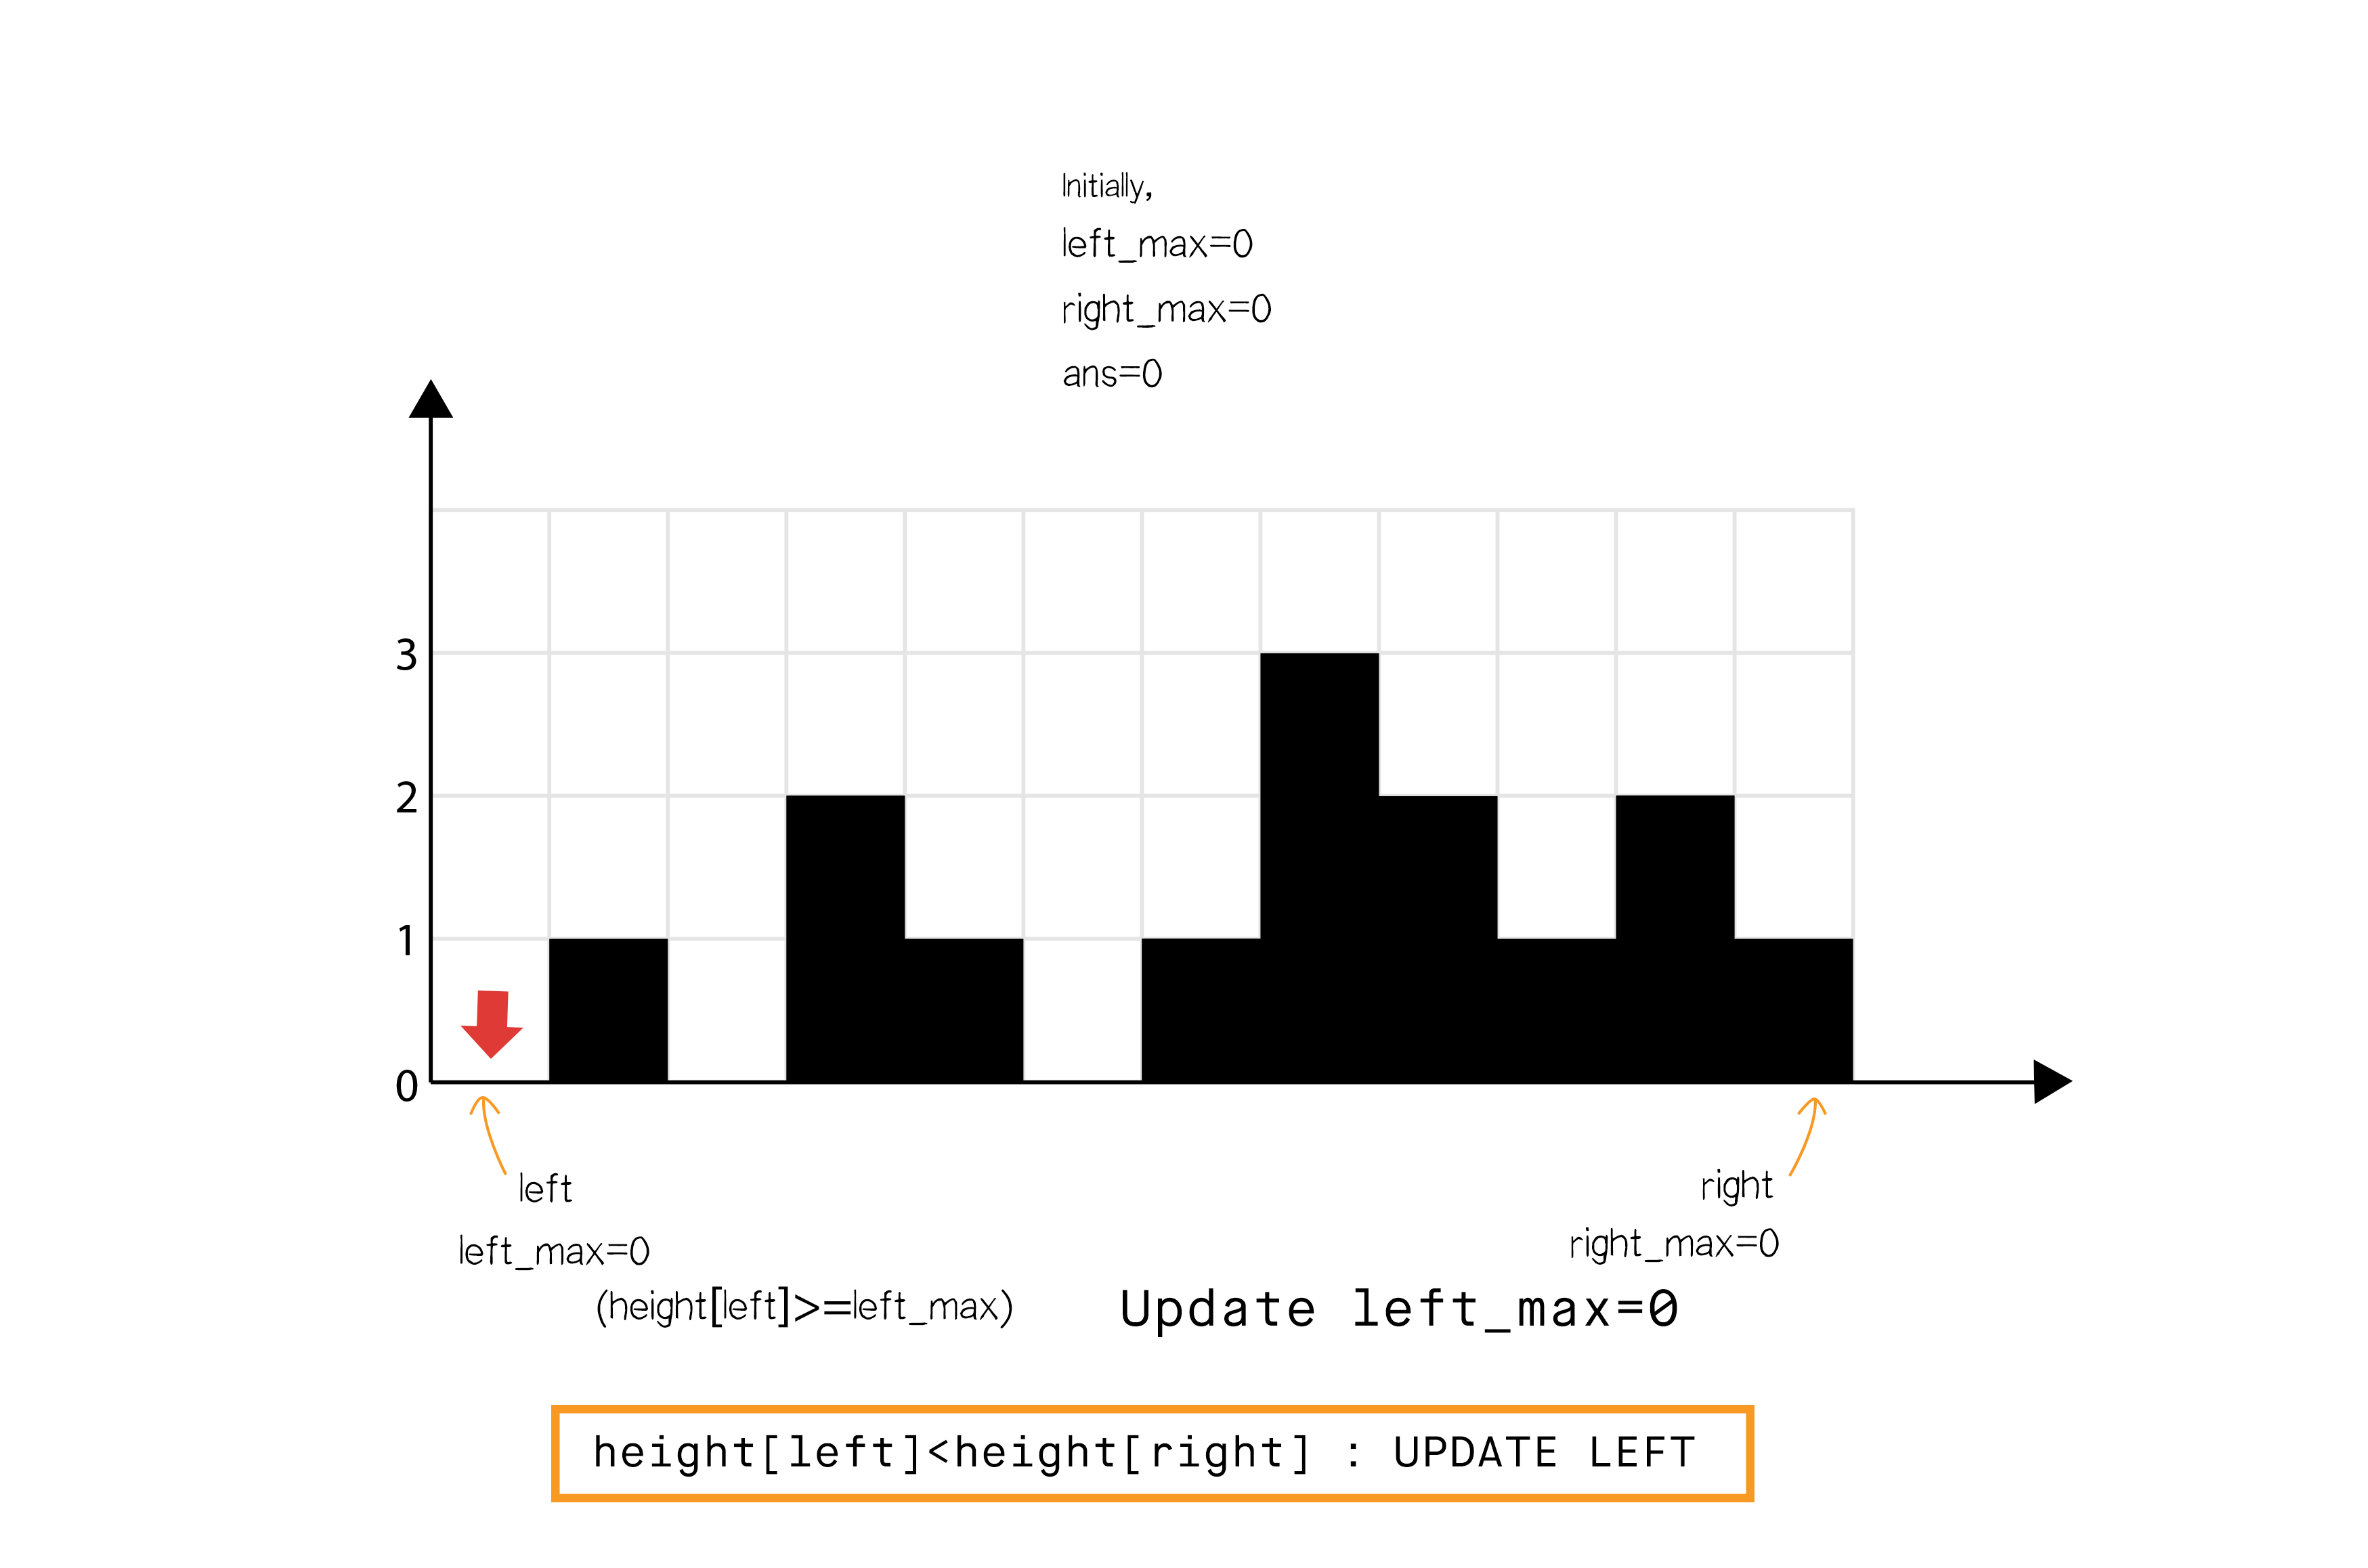 Initially,
left_max=0
right_max=0
ans=0
3
2
1
0
left
right
left_max=0
right_max=0
(height[left]>=left_max) Update left_max=0
height[left]<height[right] : UPDATE LEFT